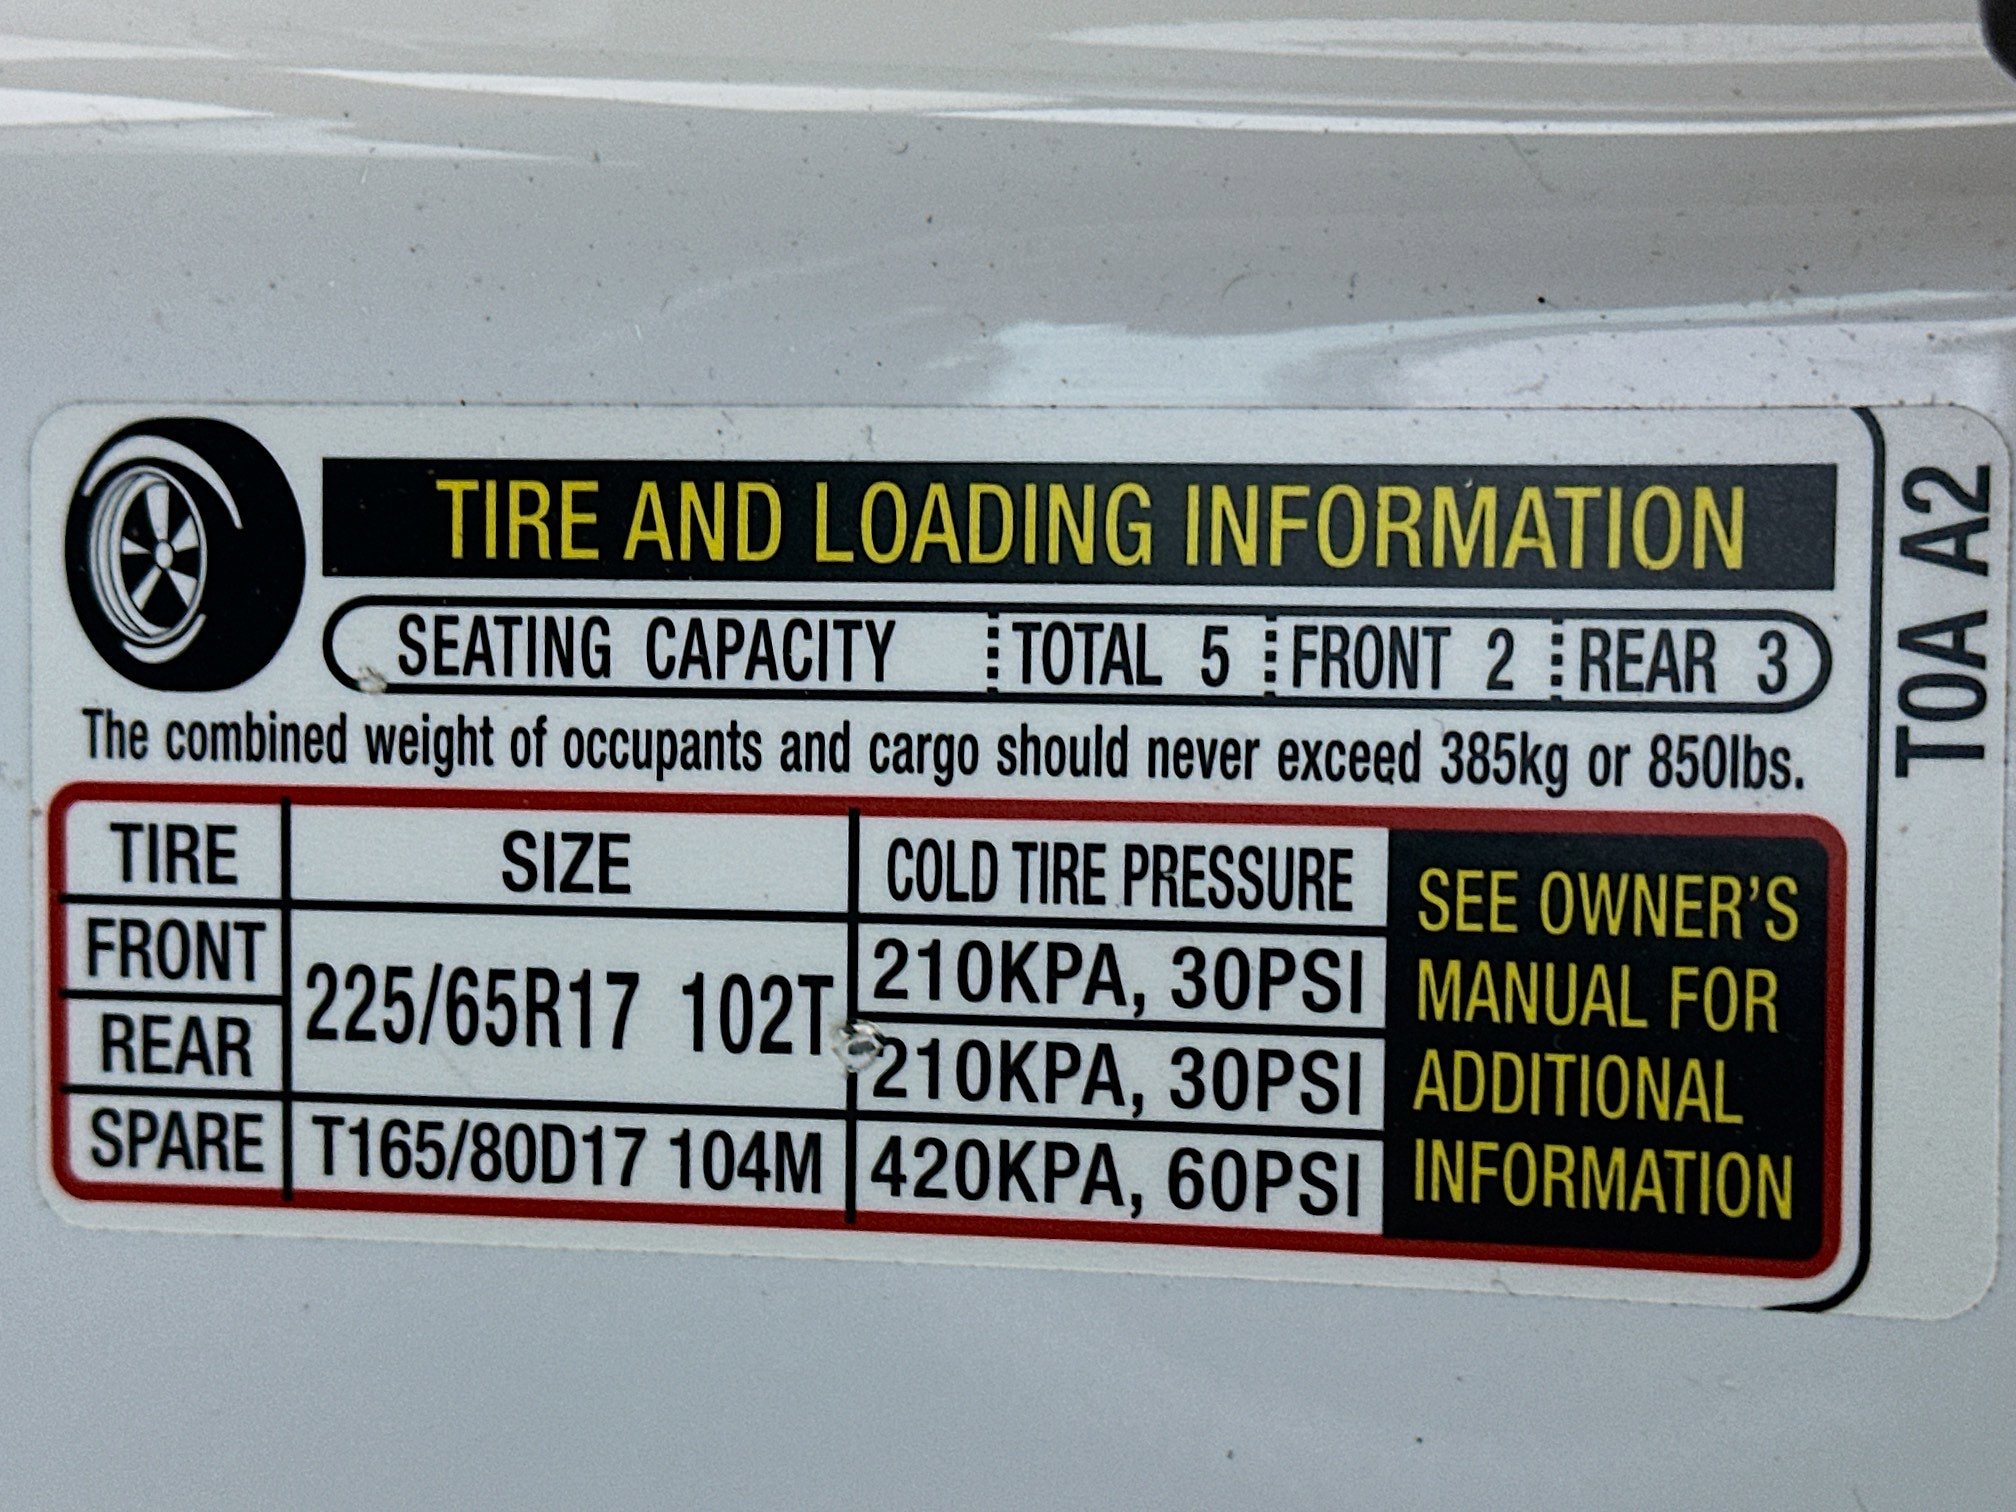 TIRE AND LOADING INFORMATION
SEATING CAPACITY TOTAL 5 FRONT 2 REAR 3
The combined weight of occupants and cargo should never exceed 385kg or 850lbs.
TIRE SIZE COLD TIRE PRESSURE
FRONT 225/65R17 102T 210KPA, 30PSI
REAR 210KPA, 30PSI
SPARE T165/80D17 104M 420KPA, 60PSI
SEE OWNER'S
MANUAL FOR
ADDITIONAL
INFORMATION
T0A A2